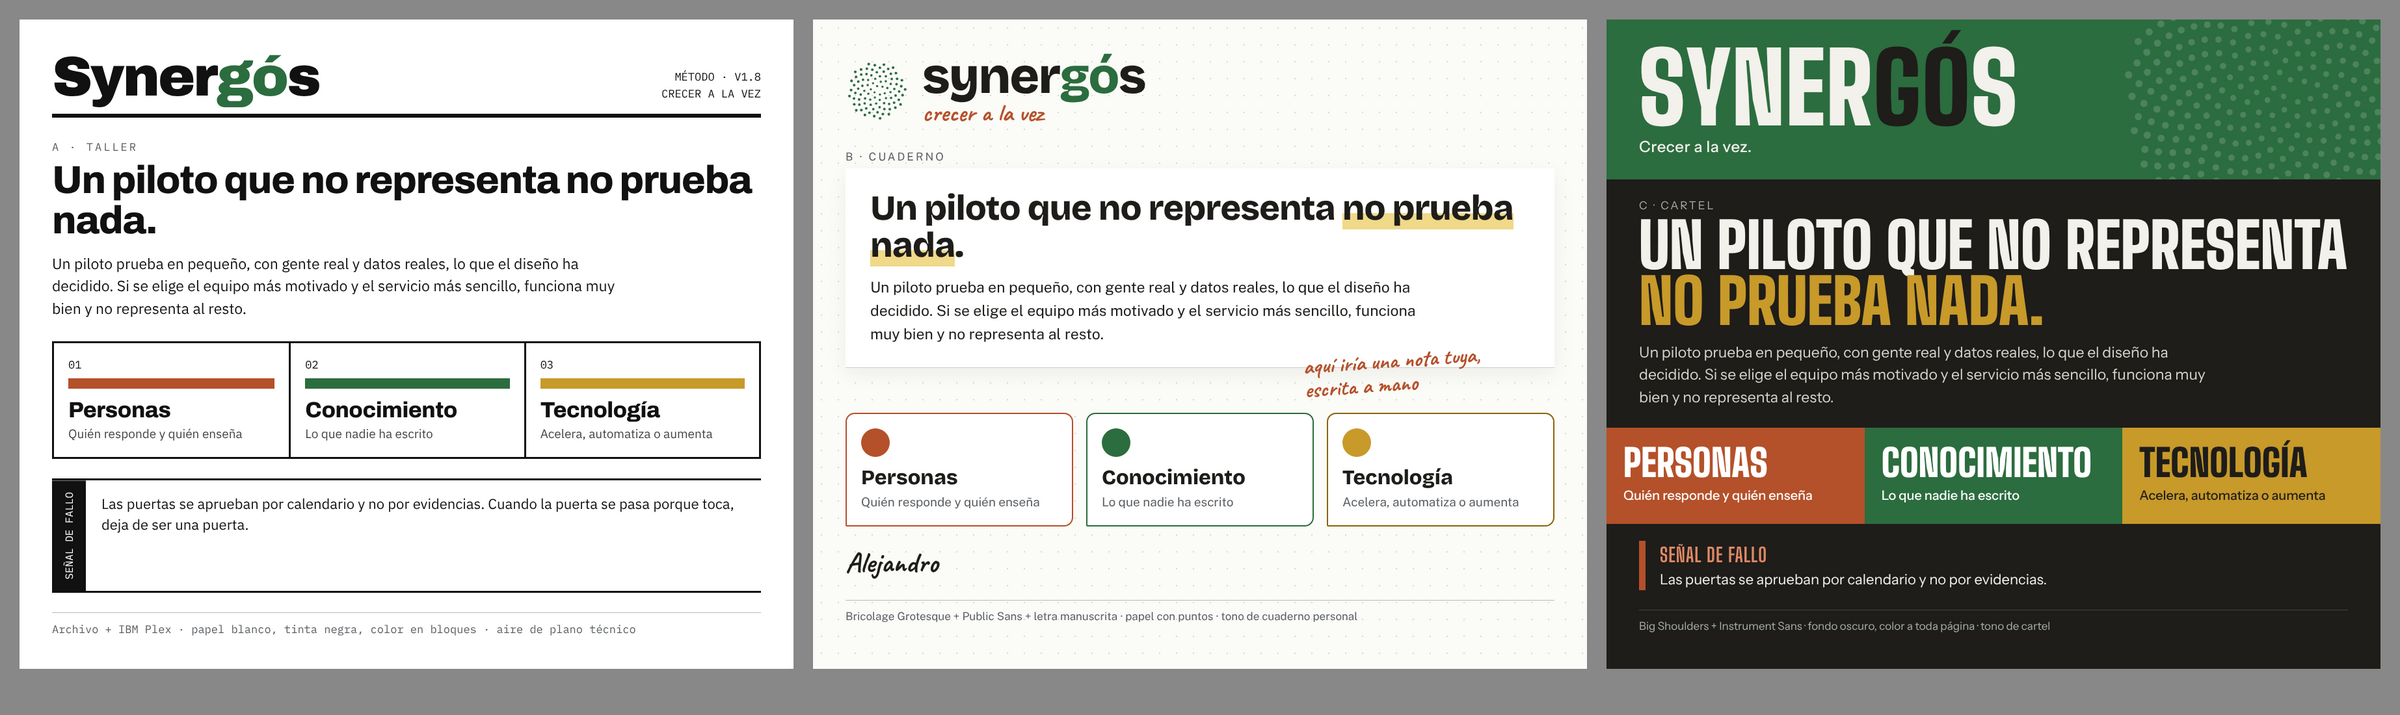 Synergós
MÉTODO · V1.8
CRECER A LA VEZ
A · TALLER
Un piloto que no representa no prueba
nada.
Un piloto prueba en pequeño, con gente real y datos reales, lo que el diseño ha
decidido. Si se elige el equipo más motivado y el servicio más sencillo, funciona muy
bien y no representa al resto.
01
Personas
Quién responde y quién enseña
02
Conocimiento
Lo que nadie ha escrito
03
Tecnología
Acelera, automatiza o aumenta
SEÑAL DE FALLO
Las puertas se aprueban por calendario y no por evidencias. Cuando la puerta se pasa porque toca,
deja de ser una puerta.
Archivo + IBM Plex · papel blanco, tinta negra, color en bloques · aire de plano técnico
synergós
crecer a la vez
B · CUADERNO
Un piloto que no representa no prueba
nada.
Un piloto prueba en pequeño, con gente real y datos reales, lo que el diseño ha
decidido. Si se elige el equipo más motivado y el servicio más sencillo, funciona
muy bien y no representa al resto.
aquí iría una nota tuya,
escrita a mano
Personas
Quién responde y quién enseña
Conocimiento
Lo que nadie ha escrito
Tecnología
Acelera, automatiza o aumenta
Alejandro
Bricolage Grotesque + Public Sans + letra manuscrita · papel con puntos · tono de cuaderno personal
SYNERGÓS
Crecer a la vez.
C · CARTEL
UN PILOTO QUE NO REPRESENTA
NO PRUEBA NADA.
Un piloto prueba en pequeño, con gente real y datos reales, lo que el diseño ha
decidido. Si se elige el equipo más motivado y el servicio más sencillo, funciona muy
bien y no representa al resto.
PERSONAS
Quién responde y quién enseña
CONOCIMIENTO
Lo que nadie ha escrito
TECNOLOGÍA
Acelera, automatiza o aumenta
SEÑAL DE FALLO
Las puertas se aprueban por calendario y no por evidencias.
Big Shoulders + Instrument Sans · fondo oscuro, color a toda página · tono de cartel